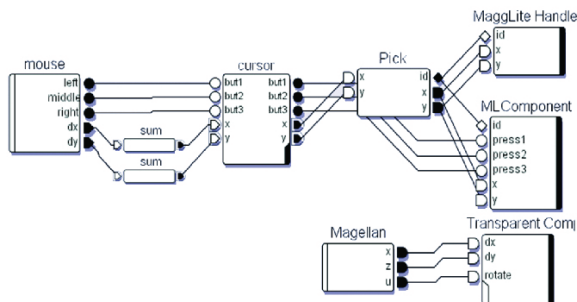 MaggLite Handle
id
x
y
mouse
left
middle
right
dx
dy
sum
sum
cursor
but1
but2
but3
x
y
but1
but2
but3
x
y
Pick
x
y
id
x
y
MLComponent
id
press1
press2
press3
x
y
Magellan
x
z
u
Transparent Comp
dx
dy
rotate